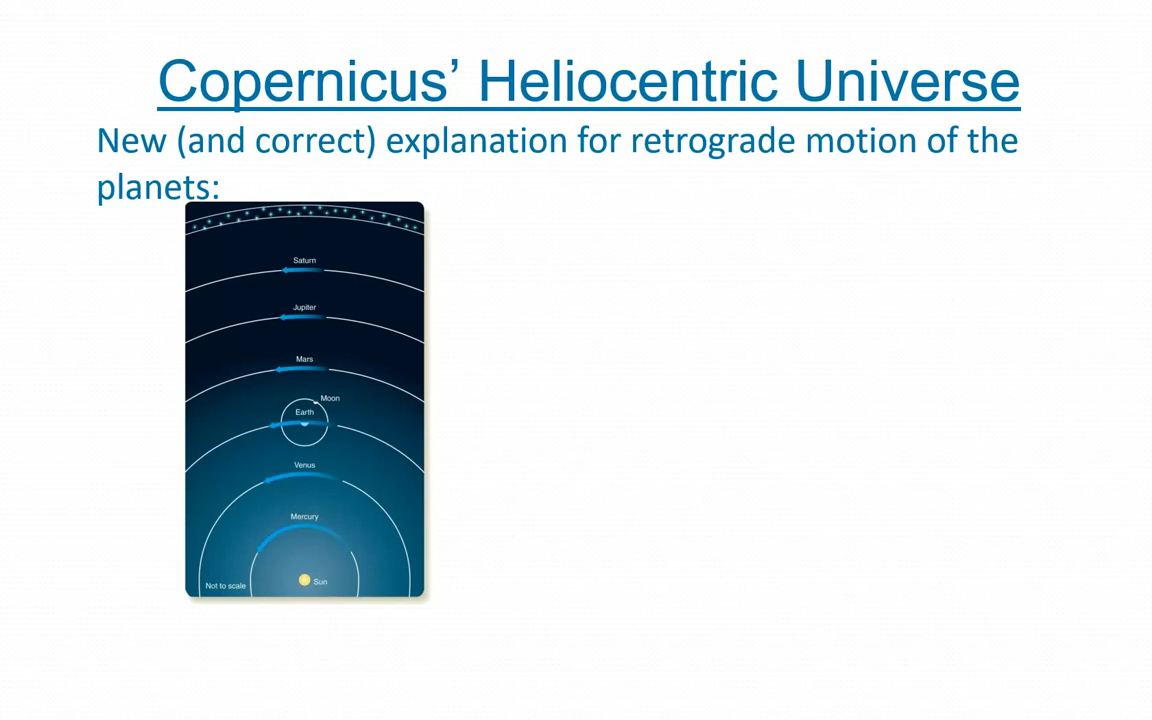 Copernicus’ Heliocentric Universe
New (and correct) explanation for retrograde motion of the
planets:
Saturn
Jupiter
Mars
Moon
Earth
Venus
Mercury
Sun
Not to scale